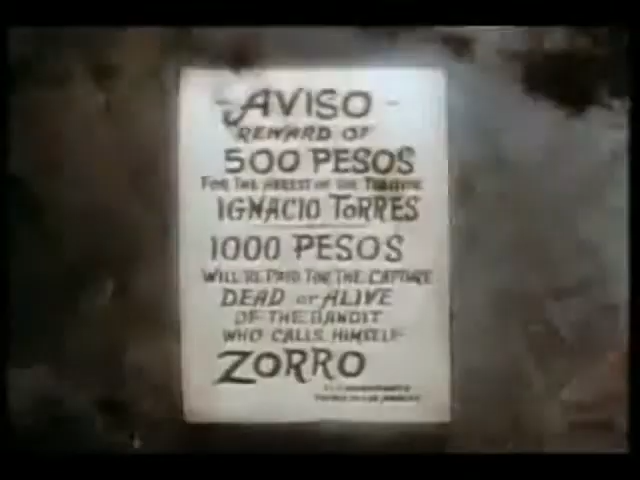 - AVISO -
REWARD OF
500 PESOS
FOR THE ARREST OF THE
IGNACIO TORRES
1000 PESOS
WILL BE PAID FOR THE CAPTURE
DEAD or ALIVE
OF THE BANDIT
WHO CALLS HIMSELF
ZORRO